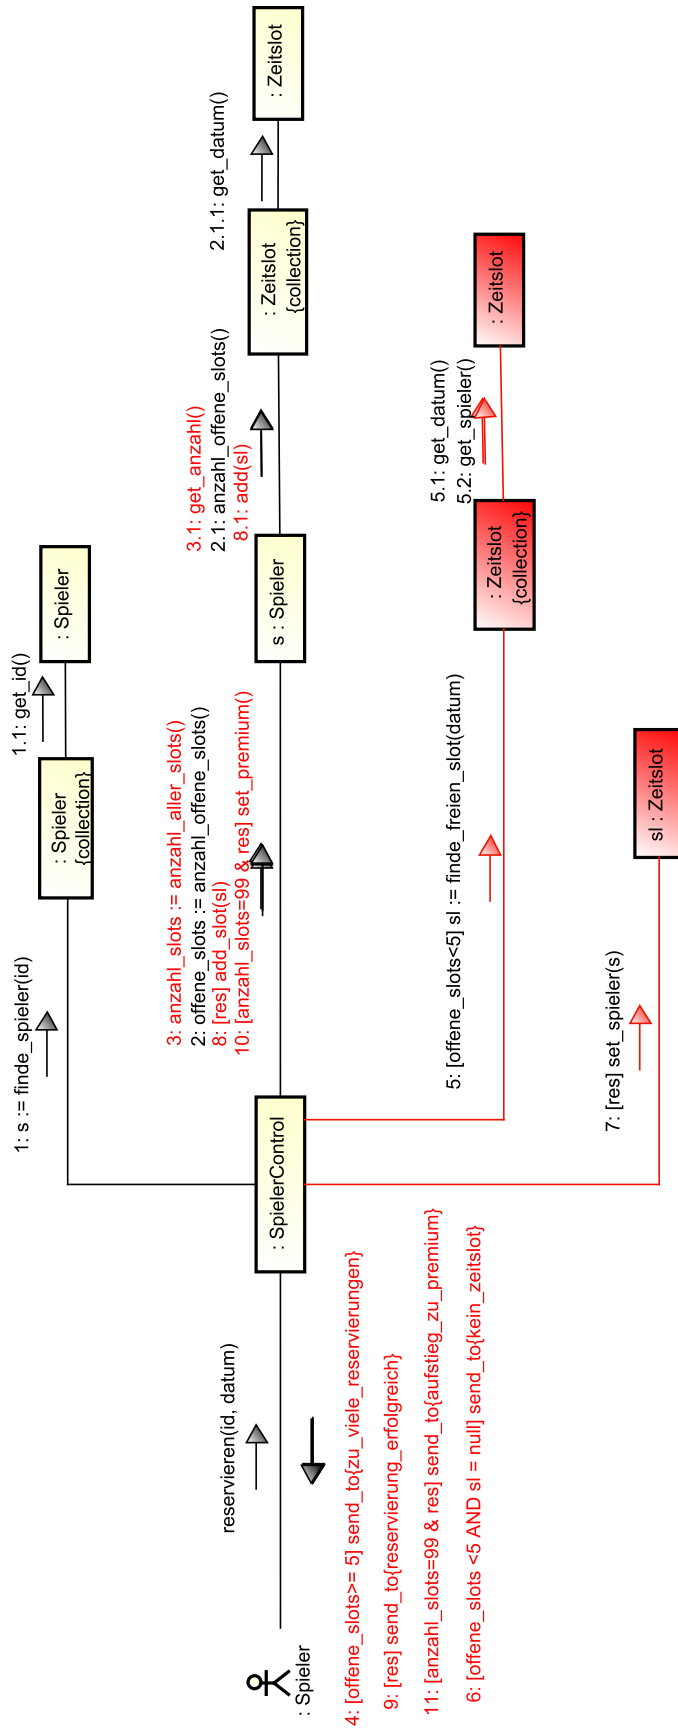 : Spieler
reservieren(id, datum)
4: [offene_slots>= 5] send_to{zu_viele_reservierungen}
9: [res] send_to{reservierung_erfolgreich}
11: [anzahl_slots=99 & res] send_to{aufstieg_zu_premium}
6: [offene_slots <5 AND sl = null] send_to{kein_zeitslot}
: SpielerControl
1: s := finde_spieler(id)
: Spieler
{collection}
1.1: get_id()
: Spieler
3: anzahl_slots := anzahl_aller_slots()
2: offene_slots := anzahl_offene_slots()
8: [res] add_slot(sl)
10: [anzahl_slots=99 & res] set_premium()
s : Spieler
3.1: get_anzahl()
2.1: anzahl_offene_slots()
8.1: add(sl)
: Zeitslot
{collection}
2.1.1: get_datum()
: Zeitslot
5: [offene_slots<5] sl := finde_freien_slot(datum)
: Zeitslot
{collection}
5.1: get_datum()
5.2: get_spieler()
: Zeitslot
7: [res] set_spieler(s)
sl : Zeitslot